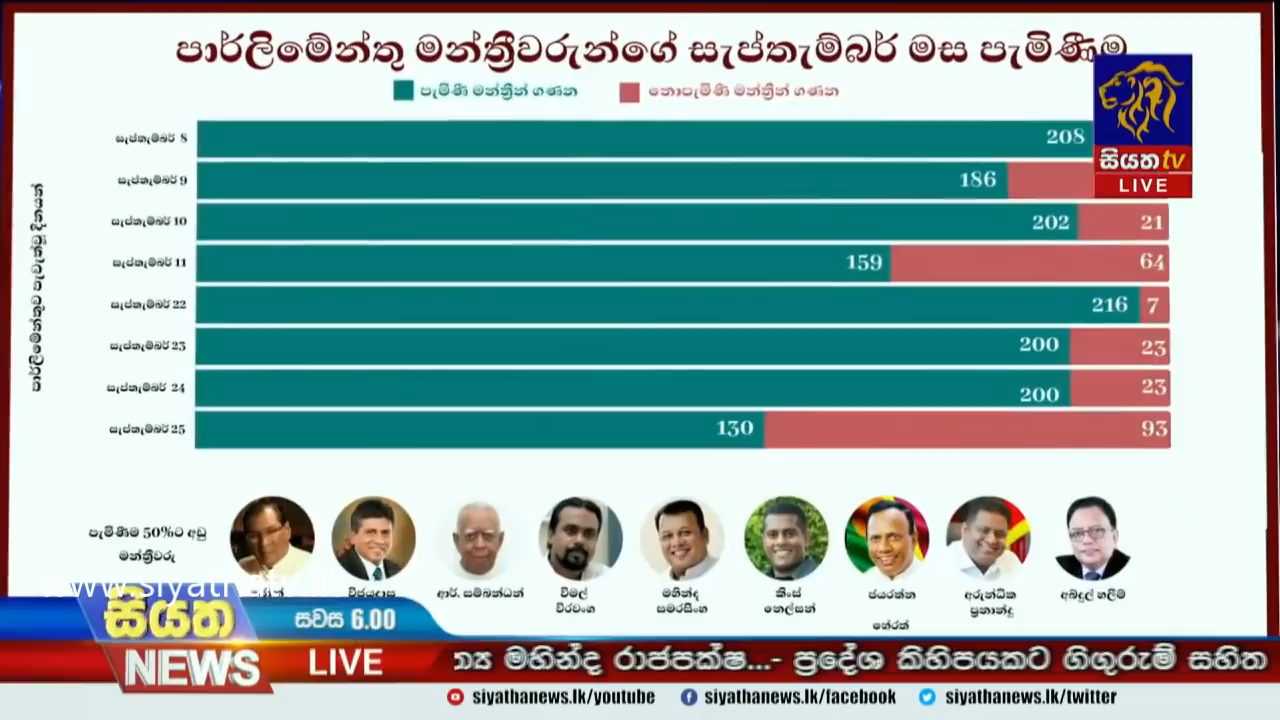 පාර්ලිමේන්තු මන්ත්‍රීවරුන්ගේ සැප්තැම්බර් මස පැමිණීම
පැමිණි මන්ත්‍රීන් ගණන නොපැමිණි මන්ත්‍රීන් ගණන
සියත tv
LIVE
පාර්ලිමේන්තුව පැවැත්වූ දිනයන්
සැප්තැම්බර් 8 208
සැප්තැම්බර් 9 186
සැප්තැම්බර් 10 202 21
සැප්තැම්බර් 11 159 64
සැප්තැම්බර් 22 216 7
සැප්තැම්බර් 23 200 23
සැප්තැම්බර් 24 200 23
සැප්තැම්බර් 25 130 93
පැමිණීම 50%ට අඩු
මන්ත්‍රීවරු
විජයදාස ආර්. සම්බන්ධන් විමල් මහින්ද කිංස් ජයරත්න අරුන්දික අබ්දුල් හලීම්
වීරවංශ සමරසිංහ නෙල්සන් හේරත් ප්‍රනාන්දු
සියත සවස 6.00
NEWS LIVE
ත්‍ය මහින්ද රාජපක්ෂ...- ප්‍රදේශ කිහිපයකට ගිගුරුම් සහිත
siyathanews.lk/youtube siyathanews.lk/facebook siyathanews.lk/twitter